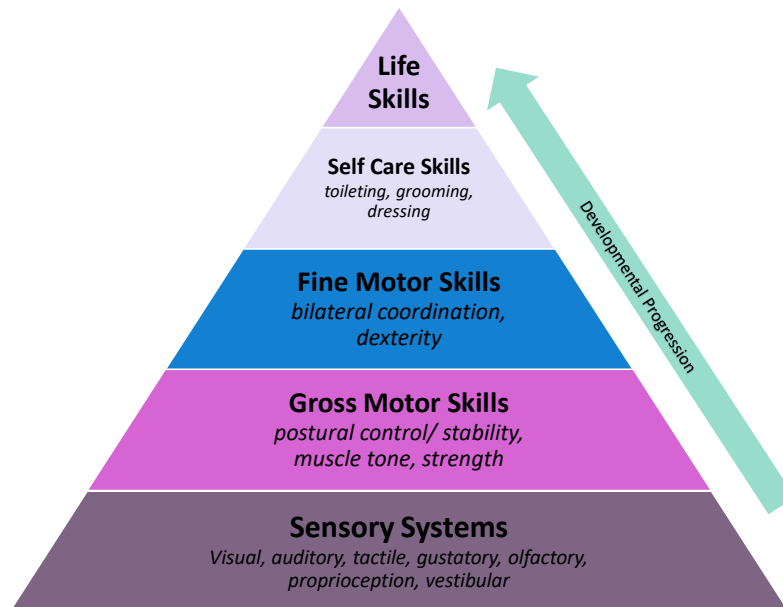 Life
Skills
Self Care Skills
toileting, grooming,
dressing
Fine Motor Skills
bilateral coordination,
dexterity
Gross Motor Skills
postural control/ stability,
muscle tone, strength
Sensory Systems
Visual, auditory, tactile, gustatory, olfactory,
proprioception, vestibular
Developmental Progression